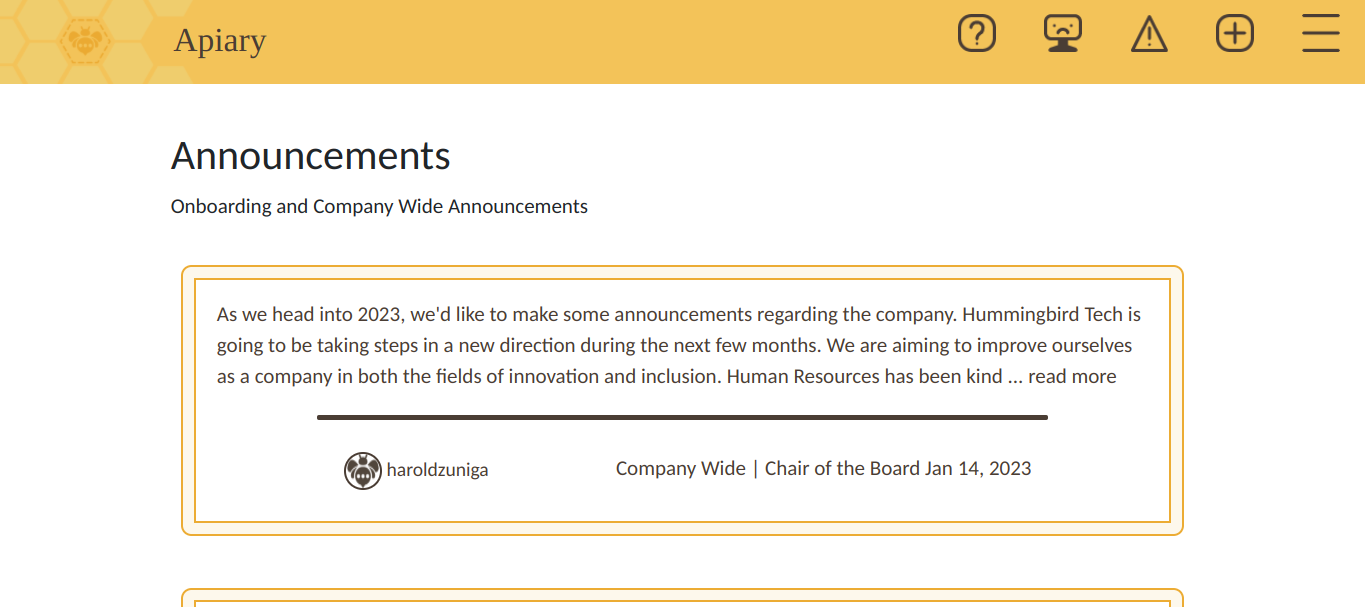 Apiary
Announcements
Onboarding and Company Wide Announcements
As we head into 2023, we'd like to make some announcements regarding the company. Hummingbird Tech is
going to be taking steps in a new direction during the next few months. We are aiming to improve ourselves
as a company in both the fields of innovation and inclusion. Human Resources has been kind ... read more
haroldzuniga
Company Wide | Chair of the Board Jan 14, 2023